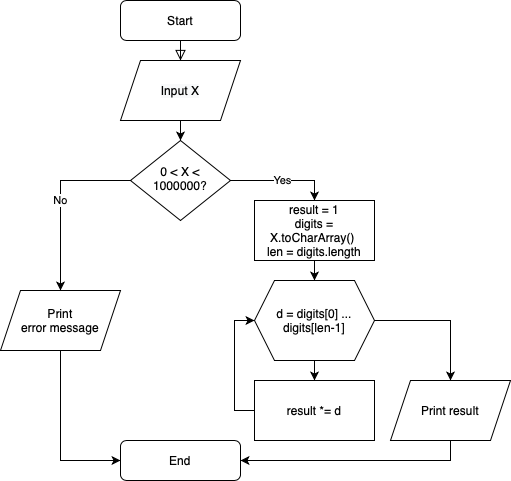 Start
Input X
0 < X <
1000000?
No
Yes
result = 1
digits =
X.toCharArray()
len = digits.length
Print
error message
d = digits[0] ...
digits[len-1]
result *= d
Print result
End